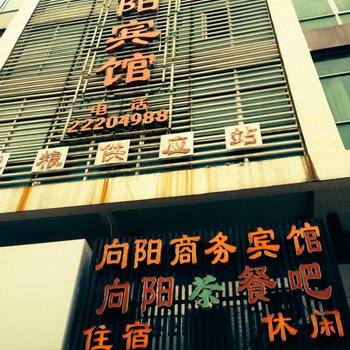 阳宾馆
电话
22204988
粮供应站
向阳商务宾馆
向阳茶餐吧
住宿 休闲